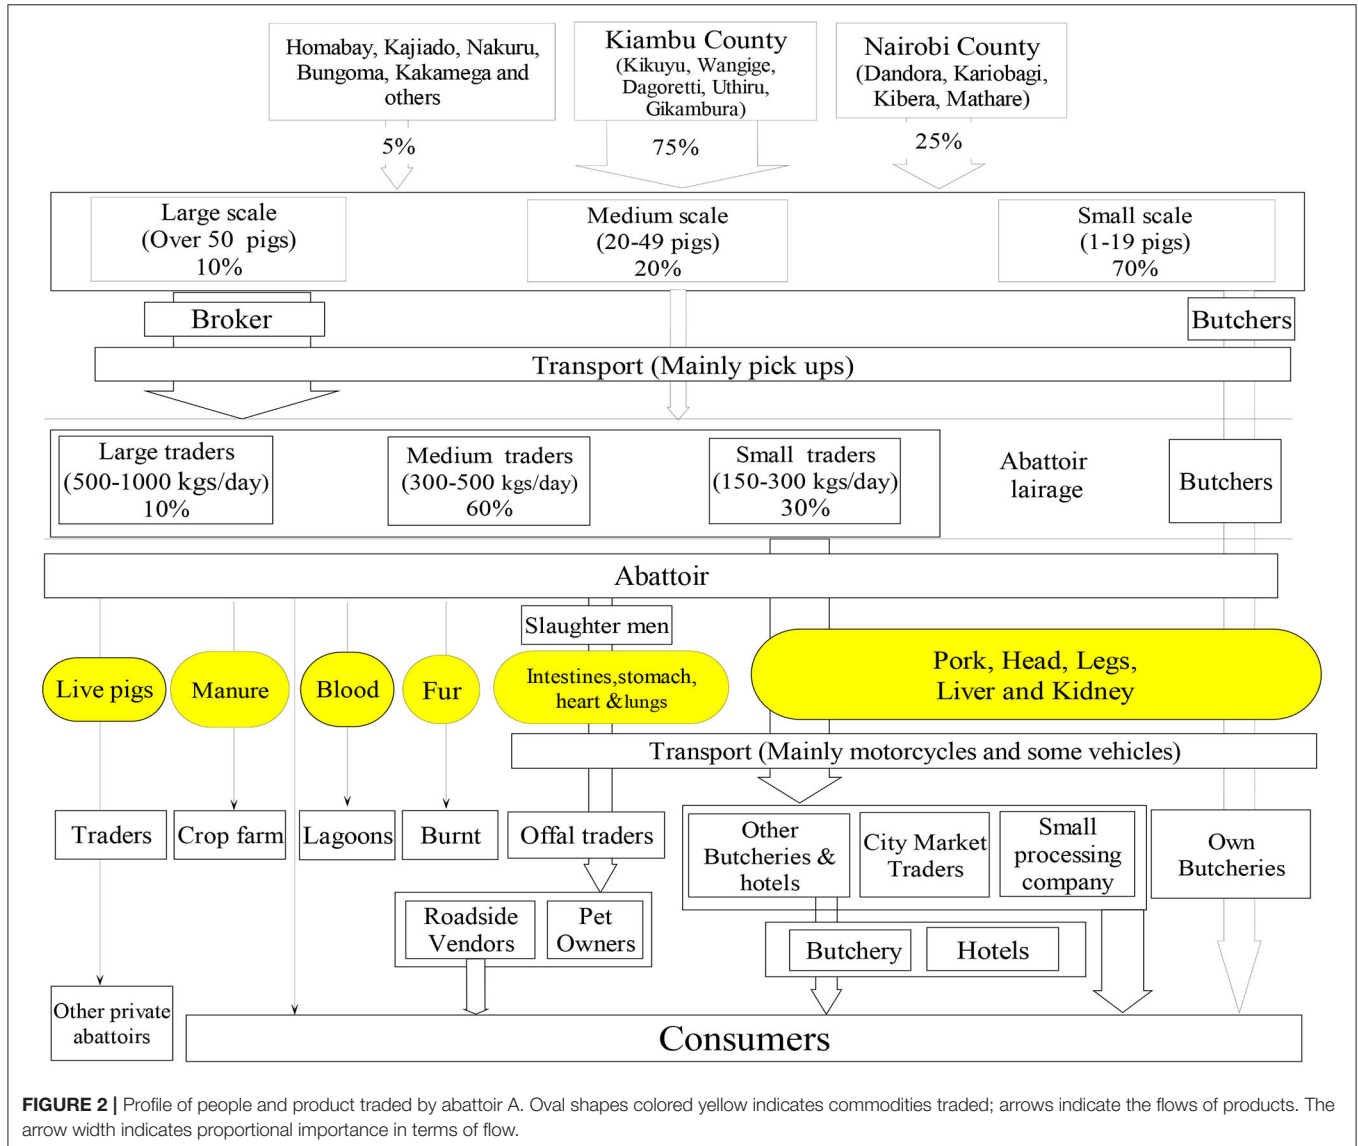 Homabay, Kajiado, Nakuru,
Bungoma, Kakamega and
others
Kiambu County
(Kikuyu, Wangige,
Dagoretti, Uthiru,
Gikambura)
Nairobi County
(Dandora, Kariobagi,
Kibera, Mathare)
5%
75%
25%
Large scale
(Over 50 pigs)
10%
Medium scale
(20-49 pigs)
20%
Small scale
(1-19 pigs)
70%
Broker
Butchers
Transport (Mainly pick ups)
Large traders
(500-1000 kgs/day)
10%
Medium traders
(300-500 kgs/day)
60%
Small traders
(150-300 kgs/day)
30%
Abattoir
lairage
Butchers
Abattoir
Slaughter men
Live pigs
Manure
Blood
Fur
Intestines,stomach,
heart &lungs
Pork, Head, Legs,
Liver and Kidney
Transport (Mainly motorcycles and some vehicles)
Traders
Crop farm
Lagoons
Burnt
Offal traders
Other
Butcheries &
hotels
City Market
Traders
Small
processing
company
Own
Butcheries
Roadside
Vendors
Pet
Owners
Butchery
Hotels
Other private
abattoirs
Consumers
FIGURE 2 | Profile of people and product traded by abattoir A. Oval shapes colored yellow indicates commodities traded; arrows indicate the flows of products. The
arrow width indicates proportional importance in terms of flow.